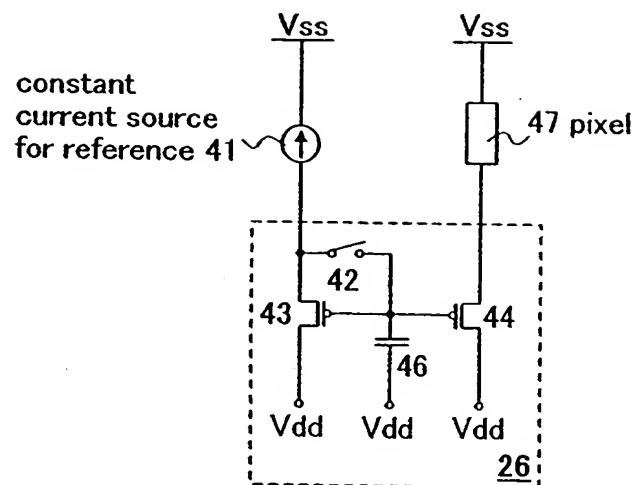 Vss
Vss
constant
current source
for reference 41
47 pixel
42
43
44
46
Vdd
Vdd
Vdd
26